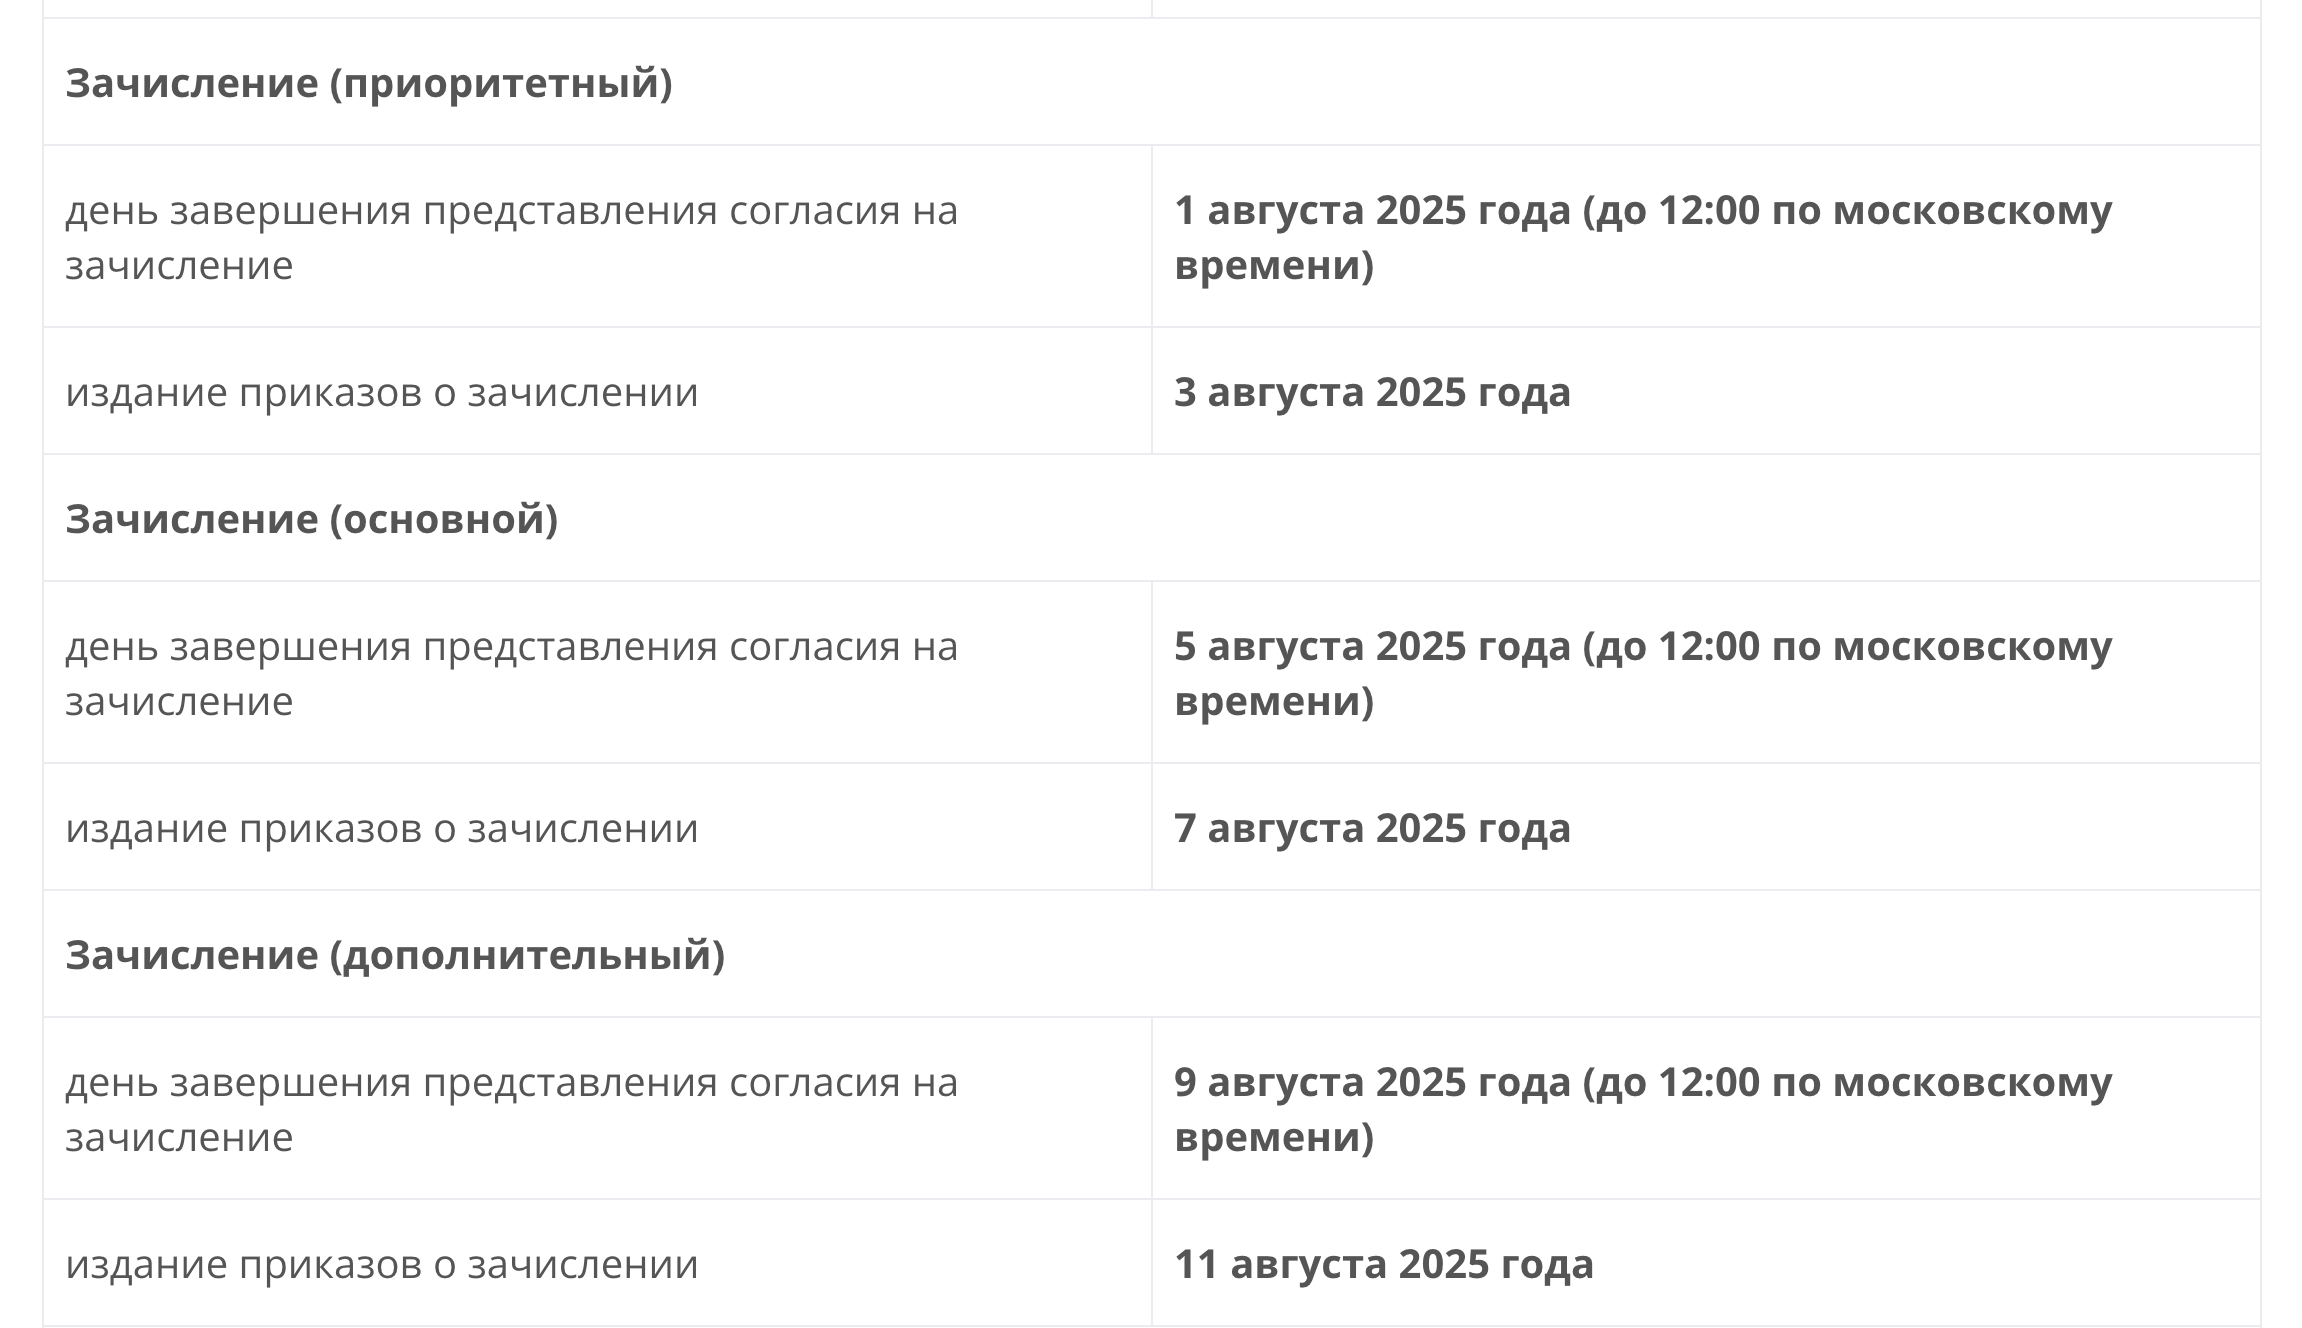 Зачисление (приоритетный)
день завершения представления согласия на
зачисление
1 августа 2025 года (до 12:00 по московскому
времени)
издание приказов о зачислении
3 августа 2025 года
Зачисление (основной)
день завершения представления согласия на
зачисление
5 августа 2025 года (до 12:00 по московскому
времени)
издание приказов о зачислении
7 августа 2025 года
Зачисление (дополнительный)
день завершения представления согласия на
зачисление
9 августа 2025 года (до 12:00 по московскому
времени)
издание приказов о зачислении
11 августа 2025 года